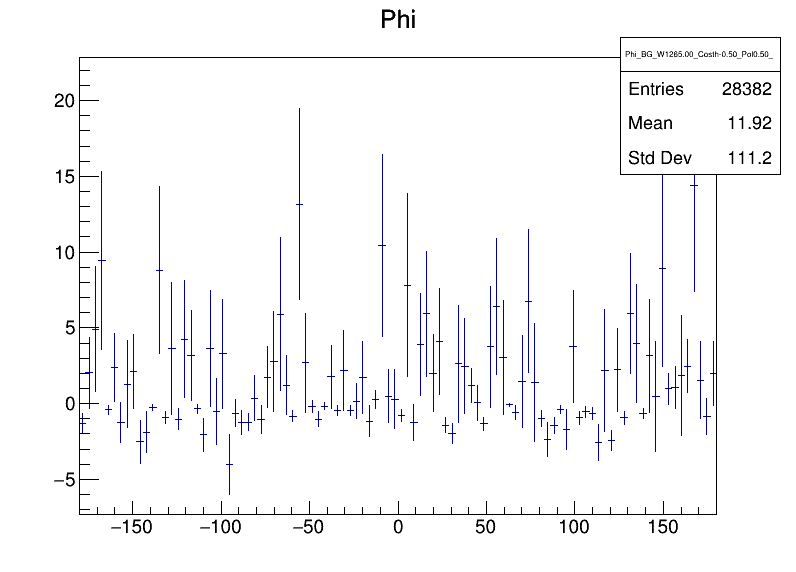 Phi
Phi_BG_W1265.00_Costh-0.50_Pol0.50_
Entries 28382
Mean 11.92
Std Dev 111.2
20
15
10
5
0
−5
−150 −100 −50 0 50 100 150